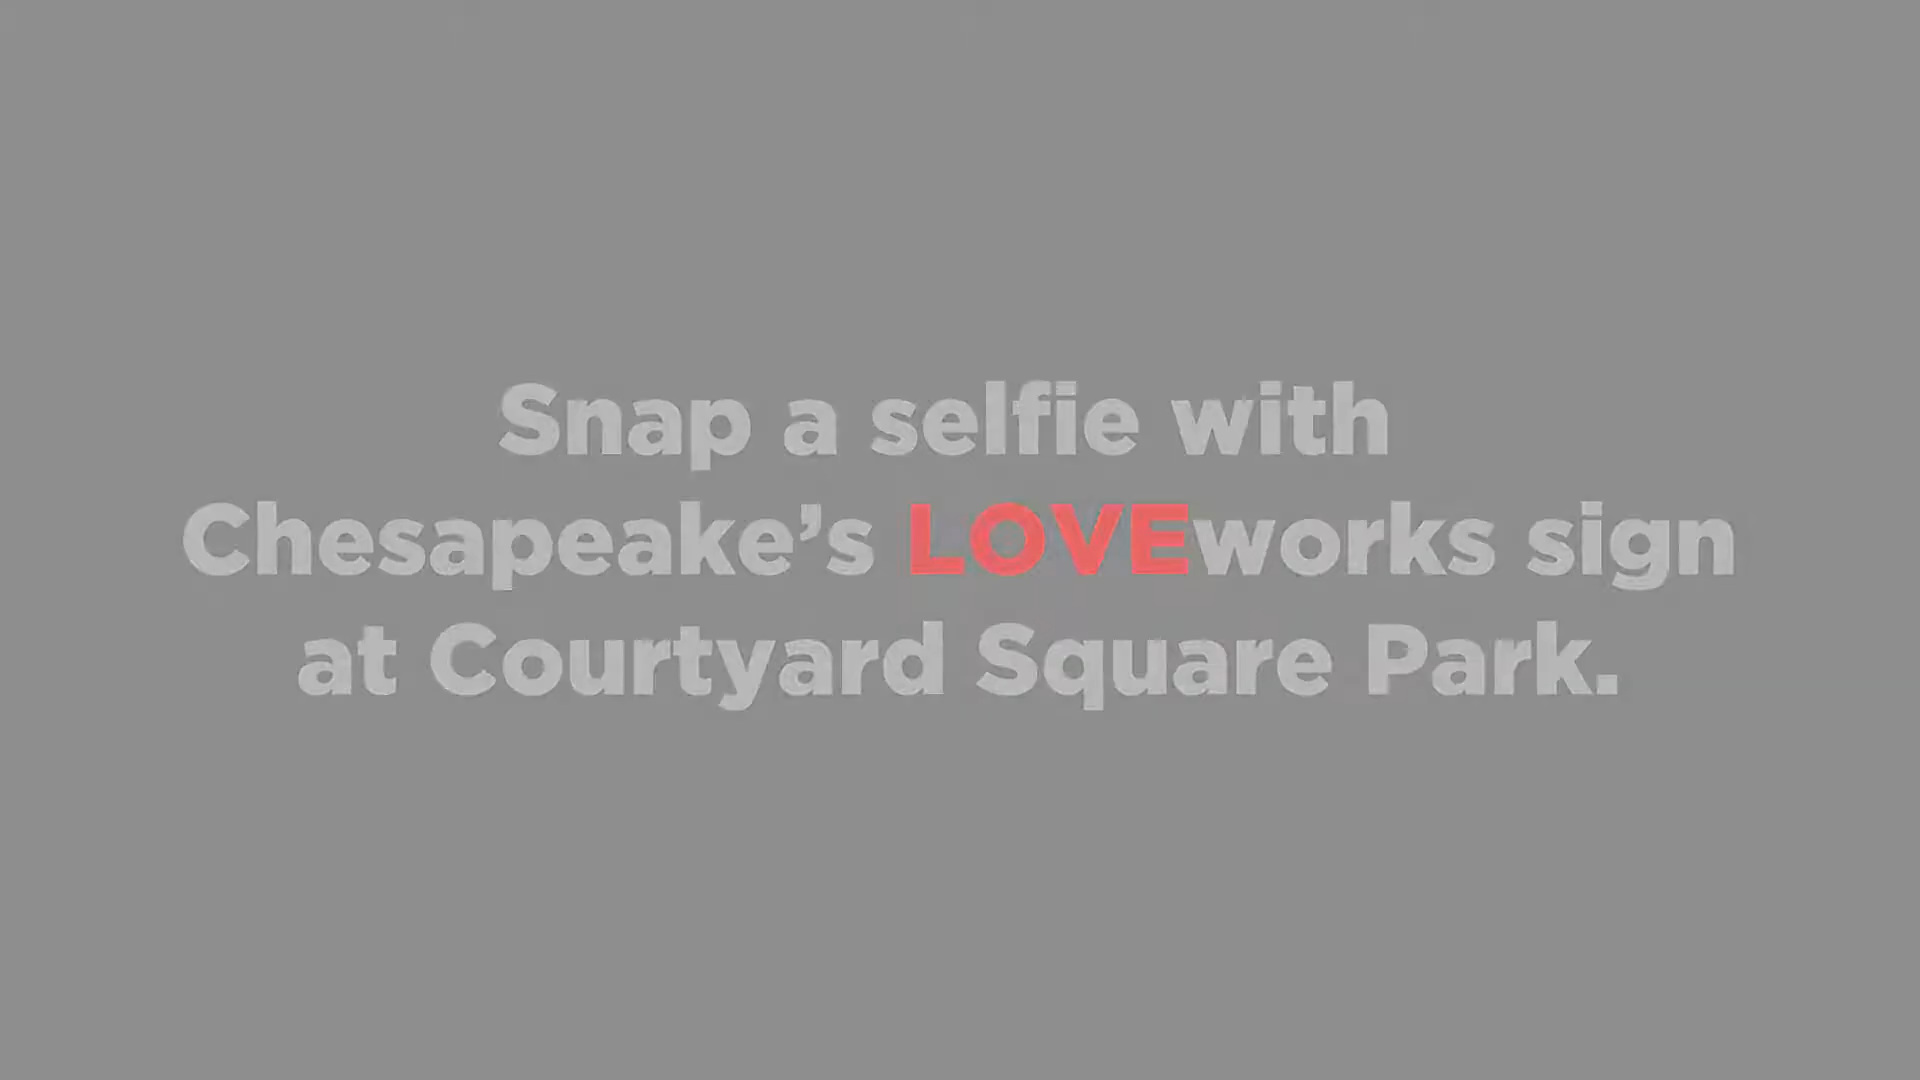 Snap a selfie with
Chesapeake’s LOVEworks sign
at Courtyard Square Park.